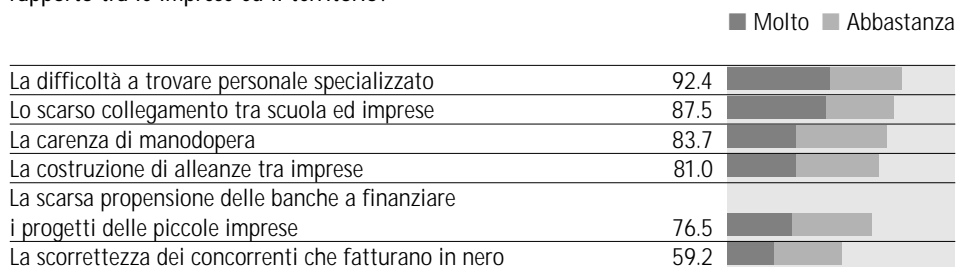 rapporto tra le imprese ed il territorio?
Molto Abbastanza
La difficoltà a trovare personale specializzato 92.4
Lo scarso collegamento tra scuola ed imprese 87.5
La carenza di manodopera 83.7
La costruzione di alleanze tra imprese 81.0
La scarsa propensione delle banche a finanziare
i progetti delle piccole imprese 76.5
La scorrettezza dei concorrenti che fatturano in nero 59.2